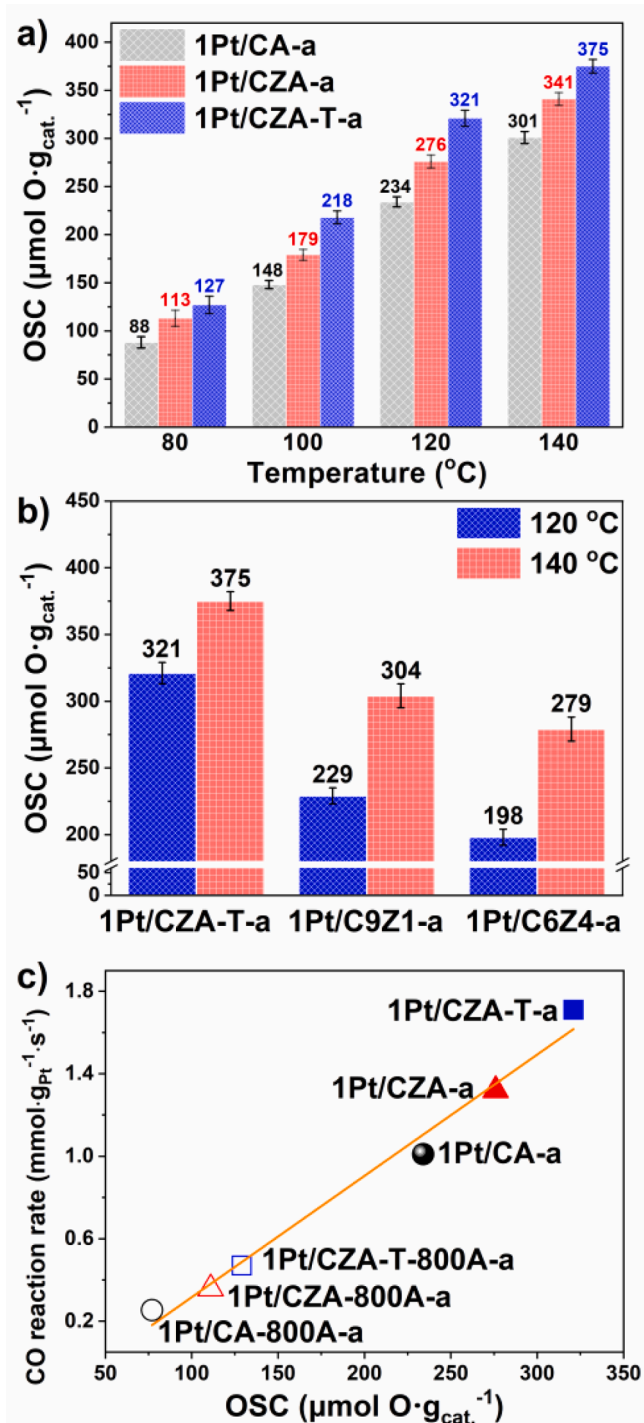 a)
1Pt/CA-a
1Pt/CZA-a
1Pt/CZA-T-a
OSC (μmol O·gcat.⁻¹)
400
350
300
250
200
150
100
50
0
88
113
127
148
179
218
234
276
321
301
341
375
80
100
120
140
Temperature (°C)
b)
120 °C
140 °C
OSC (μmol O·gcat.⁻¹)
450
400
350
300
250
200
50
0
321
375
229
304
198
279
1Pt/CZA-T-a
1Pt/C9Z1-a
1Pt/C6Z4-a
c)
CO reaction rate (mmol·gPt⁻¹·s⁻¹)
1.8
1.4
1.0
0.6
0.2
1Pt/CZA-T-a
1Pt/CZA-a
1Pt/CA-a
1Pt/CZA-T-800A-a
1Pt/CZA-800A-a
1Pt/CA-800A-a
50
100
150
200
250
300
350
OSC (μmol O·gcat.⁻¹)